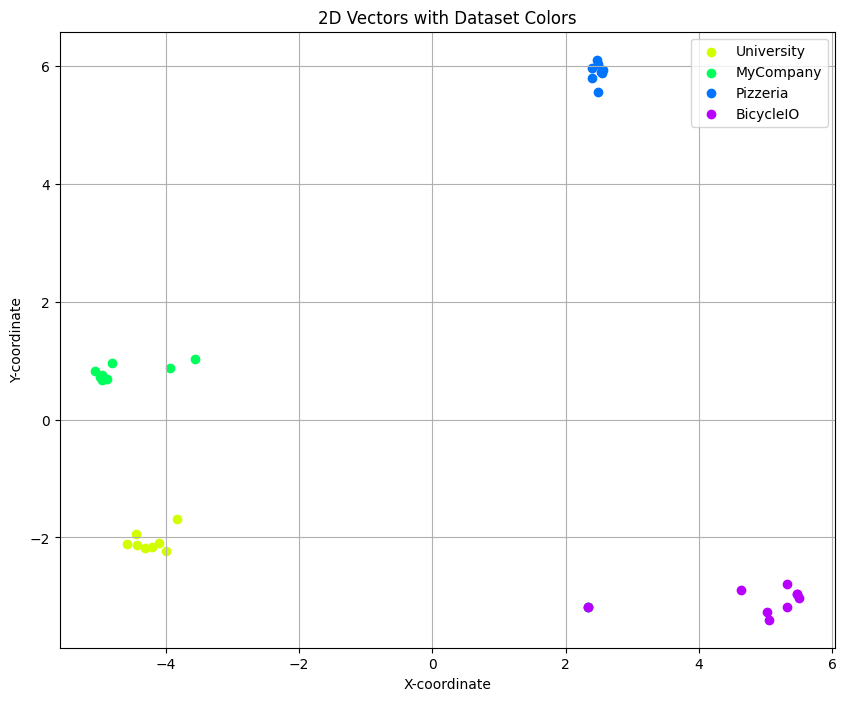 2D Vectors with Dataset Colors
University
MyCompany
Pizzeria
BicycleIO
Y-coordinate
6
4
2
0
−2
−4
−2
0
2
4
6
X-coordinate